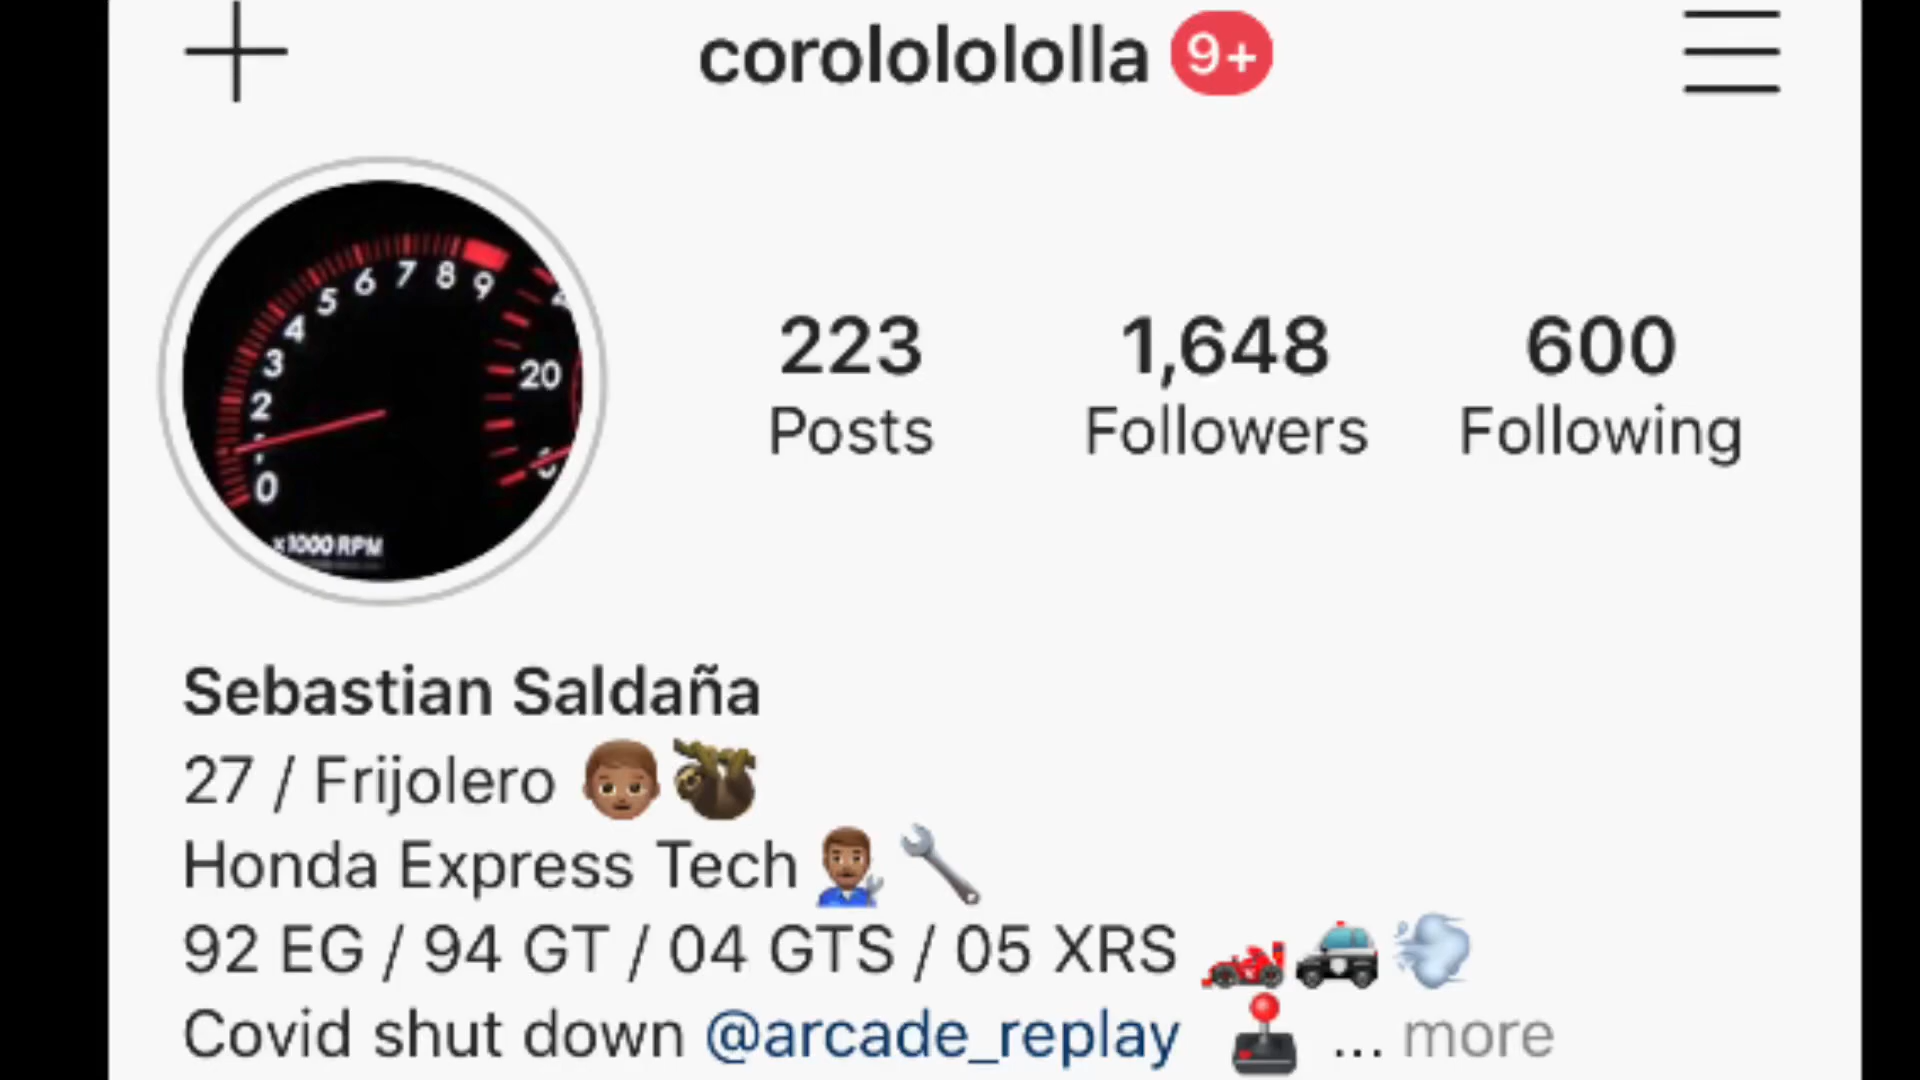 corolololololla 9+
5 6 7 8 9
4
3
2
20
0
x1000 RPM
223 1,648 600
Posts Followers Following
Sebastian Saldaña
27 / Frijolero
Honda Express Tech
92 EG / 94 GT / 04 GTS / 05 XRS
Covid shut down @arcade_replay ... more